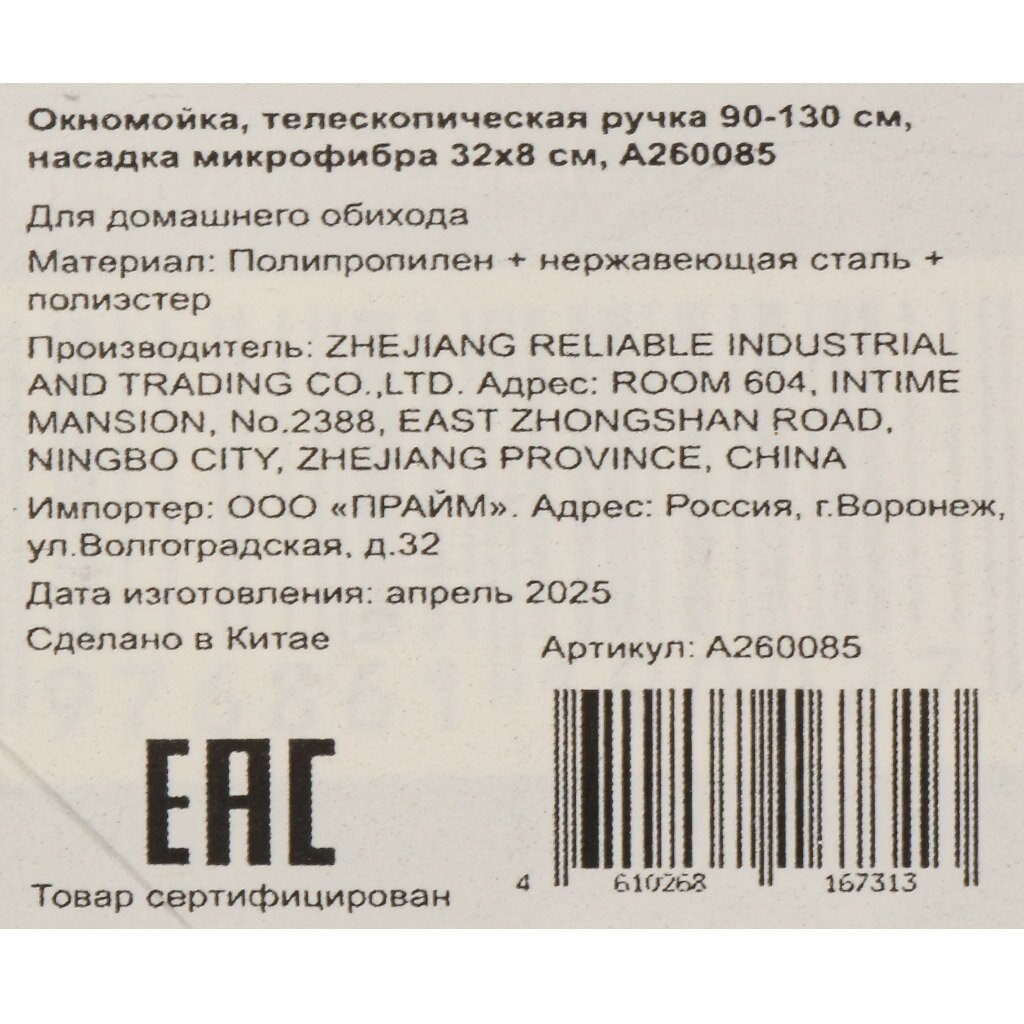 Окномойка, телескопическая ручка 90-130 см,
насадка микрофибра 32х8 см, А260085
Для домашнего обихода
Материал: Полипропилен + нержавеющая сталь +
полиэстер
Производитель: ZHEJIANG RELIABLE INDUSTRIAL
AND TRADING CO.,LTD. Адрес: ROOM 604, INTIME
MANSION, No.2388, EAST ZHONGSHAN ROAD,
NINGBO CITY, ZHEJIANG PROVINCE, CHINA
Импортер: ООО «ПРАЙМ». Адрес: Россия, г.Воронеж,
ул.Волгоградская, д.32
Дата изготовления: апрель 2025
Сделано в Китае
Артикул: А260085
EAC
Товар сертифицирован
4 610268 167313